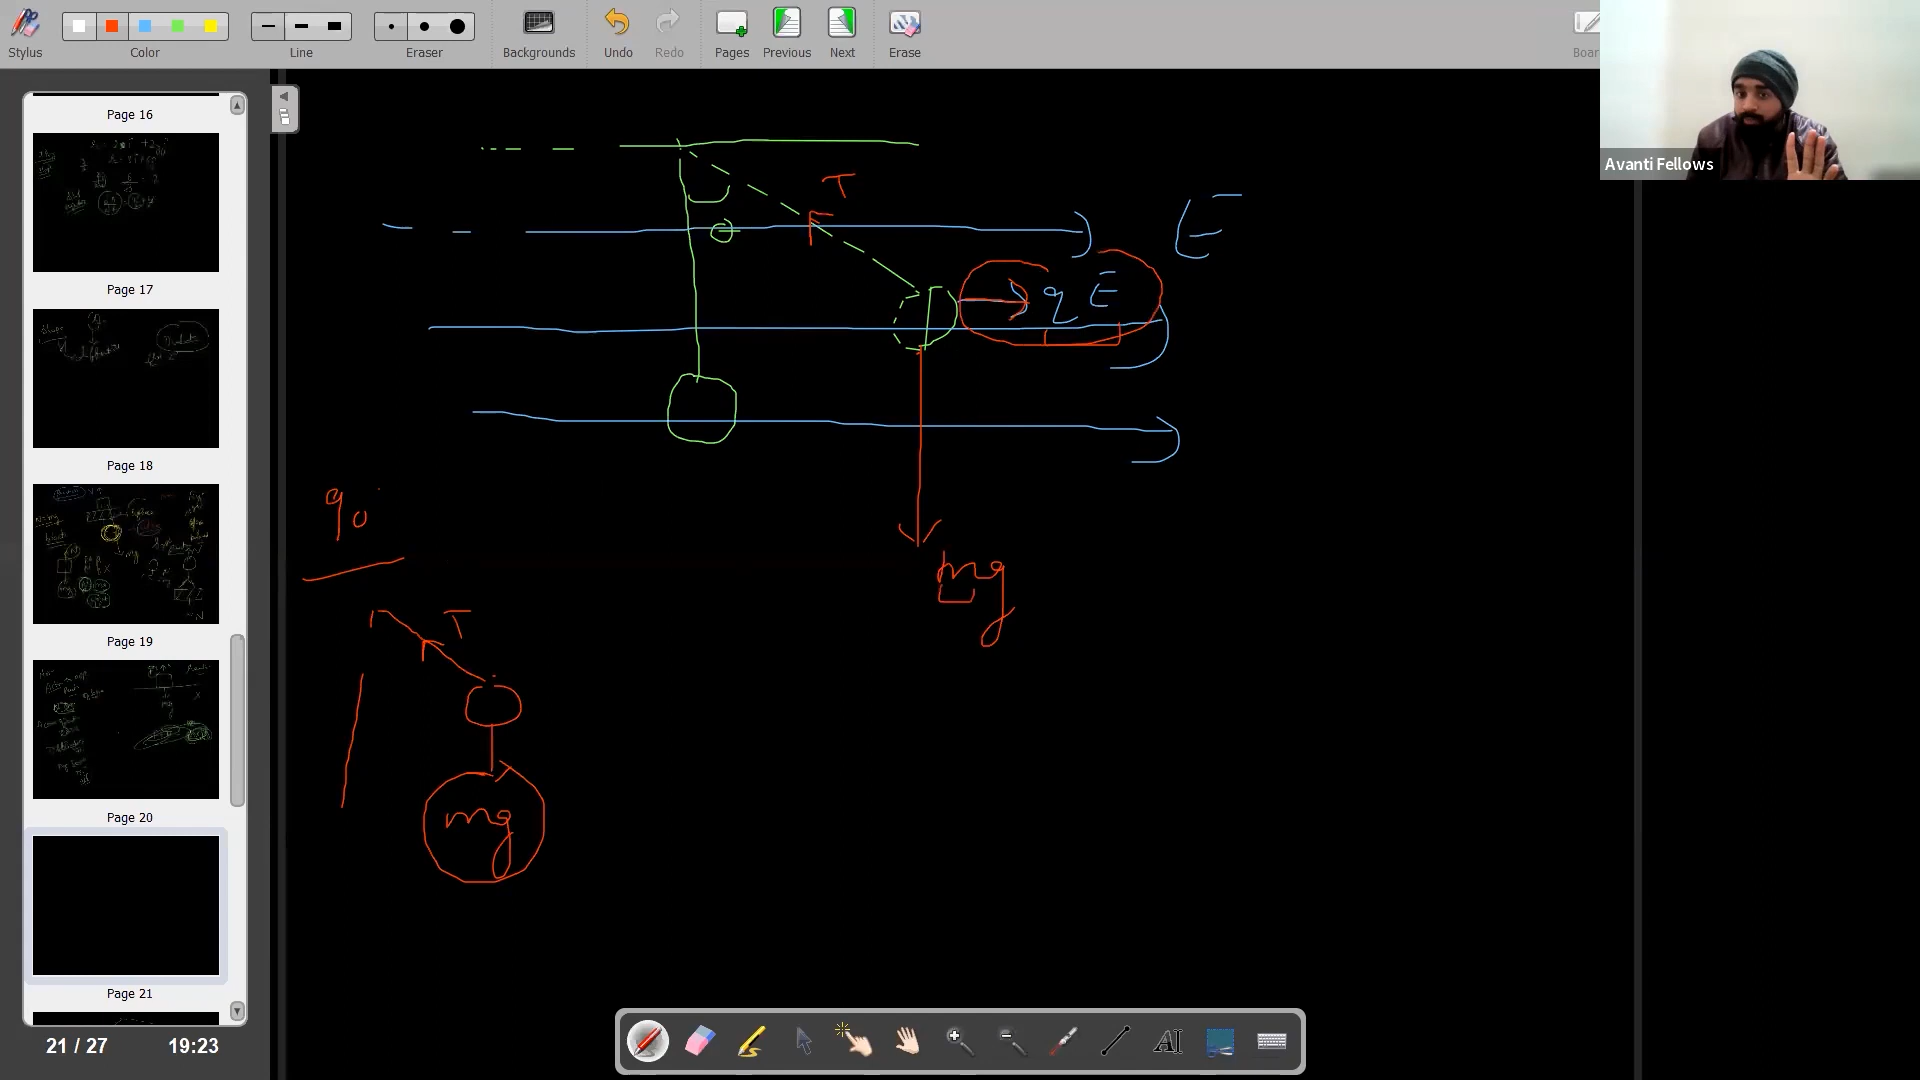 Stylus
Color
Line
Eraser
Backgrounds
Undo
Redo
Pages
Previous
Next
Erase
Boar
Avanti Fellows
Page 16
Page 17
Page 18
Page 19
Page 20
Page 21
21 / 27
19:23
T
E
θ
qE
mg
T
mg